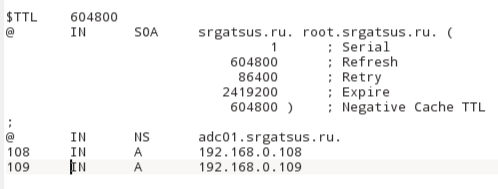 $TTL 604800
@ IN SOA srgatsus.ru. root.srgatsus.ru. (
1 ; Serial
604800 ; Refresh
86400 ; Retry
2419200 ; Expire
604800 ) ; Negative Cache TTL
;
@ IN NS adc01.srgatsus.ru.
108 IN A 192.168.0.108
109 IN A 192.168.0.109